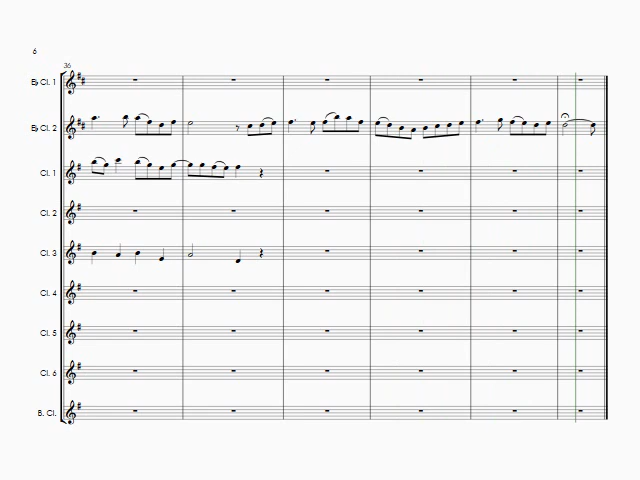 6
36
E♭ Cl. 1
E♭ Cl. 2
Cl. 1
Cl. 2
Cl. 3
Cl. 4
Cl. 5
Cl. 6
B. Cl.